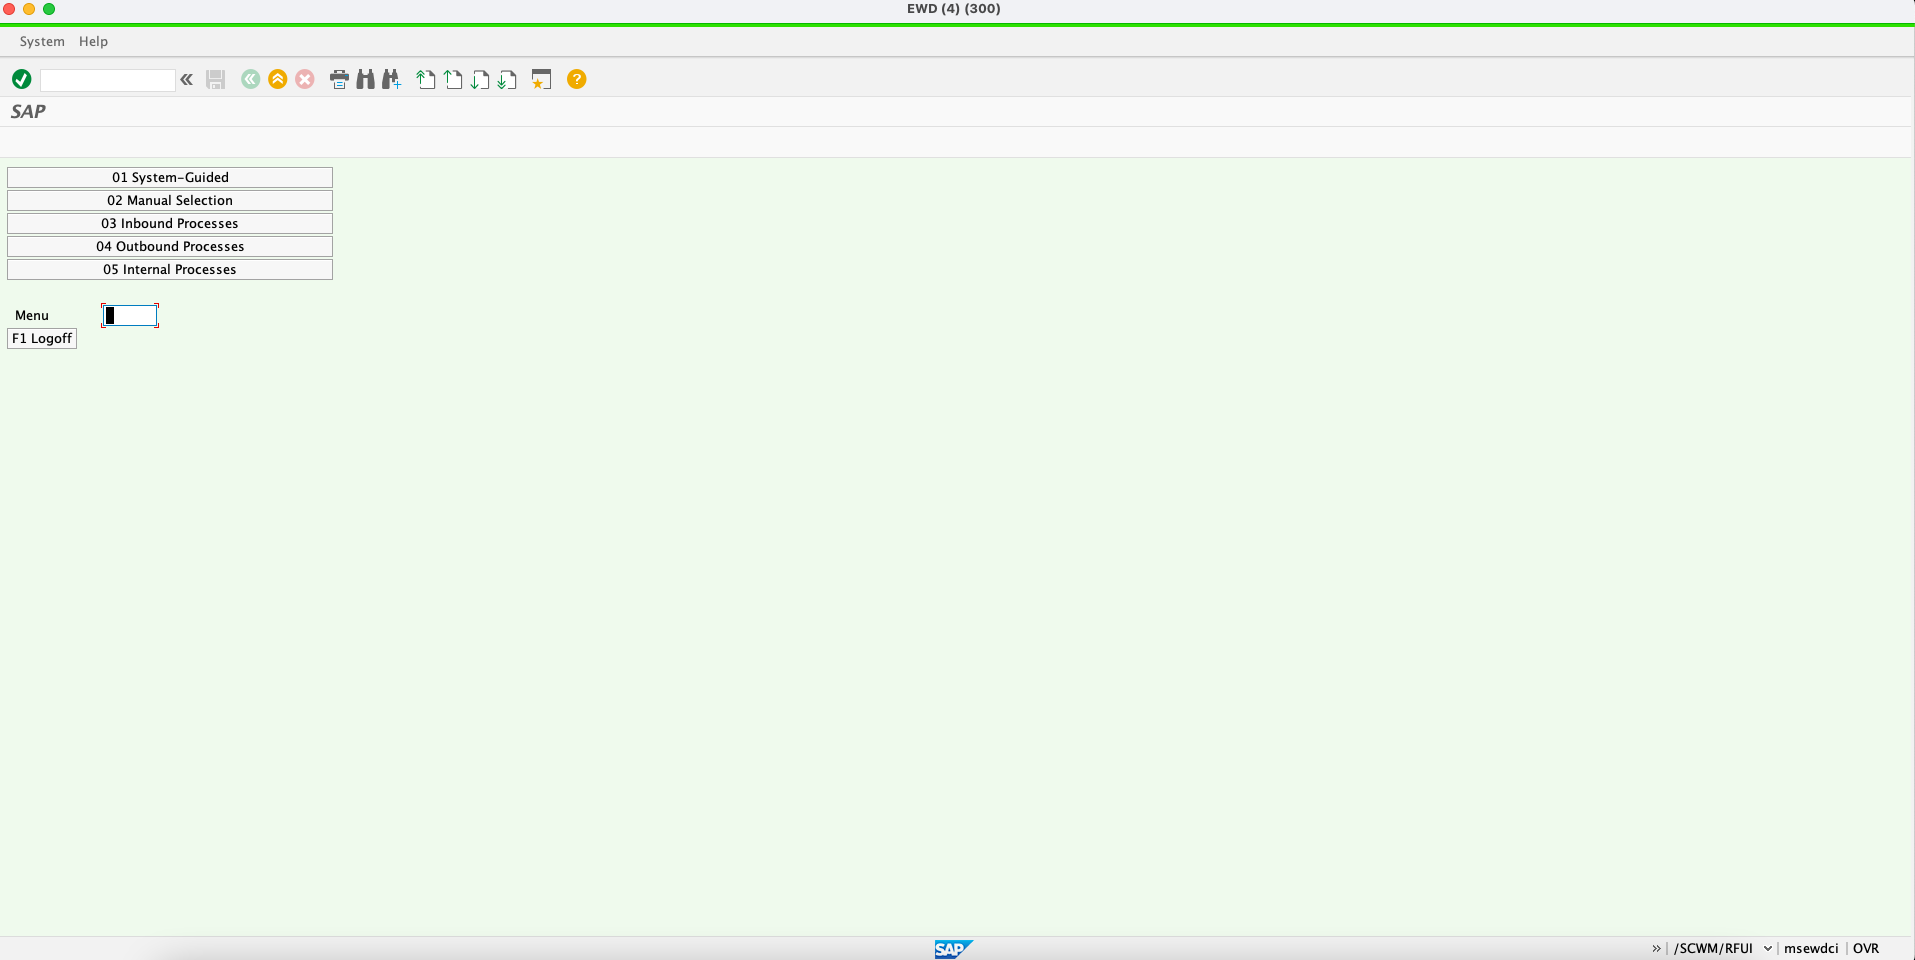 EWD (4) (300)
System Help
SAP
01 System-Guided
02 Manual Selection
03 Inbound Processes
04 Outbound Processes
05 Internal Processes
Menu
F1 Logoff
SAP » /SCWM/RFUI msewdci OVR